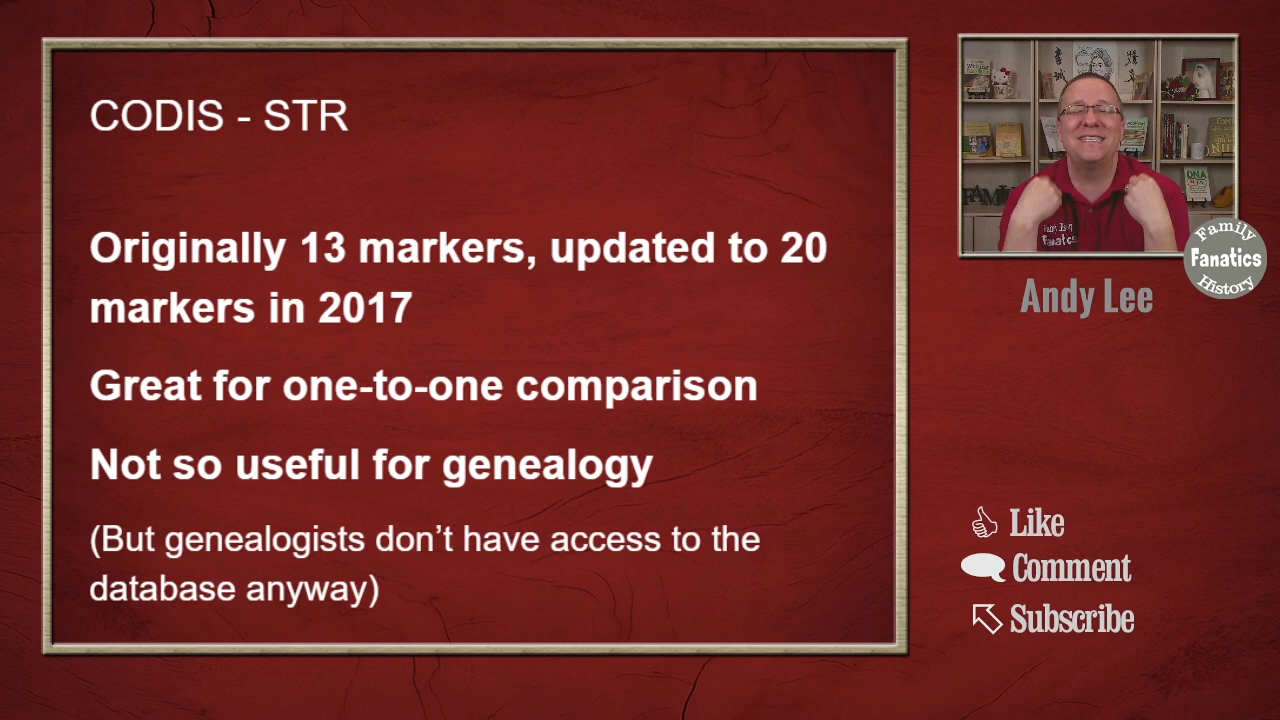 CODIS - STR
Originally 13 markers, updated to 20
markers in 2017
Great for one-to-one comparison
Not so useful for genealogy
(But genealogists don’t have access to the
database anyway)
Family
Fanatics
History
Andy Lee
Like
Comment
Subscribe
DNA
Fanatics